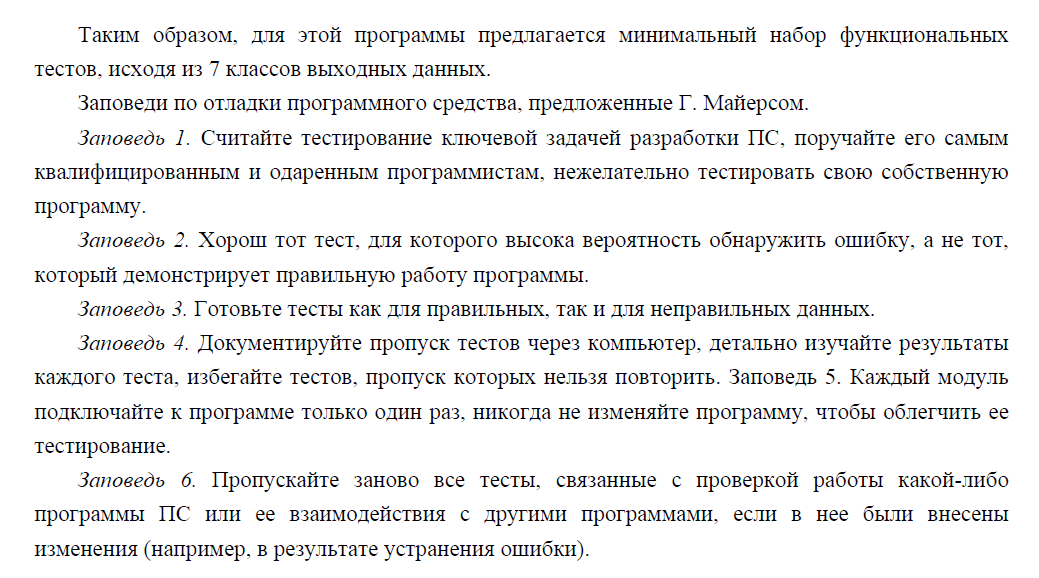 Таким образом, для этой программы предлагается минимальный набор функциональных
тестов, исходя из 7 классов выходных данных.
Заповеди по отладки программного средства, предложенные Г. Майерсом.
Заповедь 1. Считайте тестирование ключевой задачей разработки ПС, поручайте его самым
квалифицированным и одаренным программистам, нежелательно тестировать свою собственную
программу.
Заповедь 2. Хорош тот тест, для которого высока вероятность обнаружить ошибку, а не тот,
который демонстрирует правильную работу программы.
Заповедь 3. Готовьте тесты как для правильных, так и для неправильных данных.
Заповедь 4. Документируйте пропуск тестов через компьютер, детально изучайте результаты
каждого теста, избегайте тестов, пропуск которых нельзя повторить. Заповедь 5. Каждый модуль
подключайте к программе только один раз, никогда не изменяйте программу, чтобы облегчить ее
тестирование.
Заповедь 6. Пропускайте заново все тесты, связанные с проверкой работы какой-либо
программы ПС или ее взаимодействия с другими программами, если в нее были внесены
изменения (например, в результате устранения ошибки).